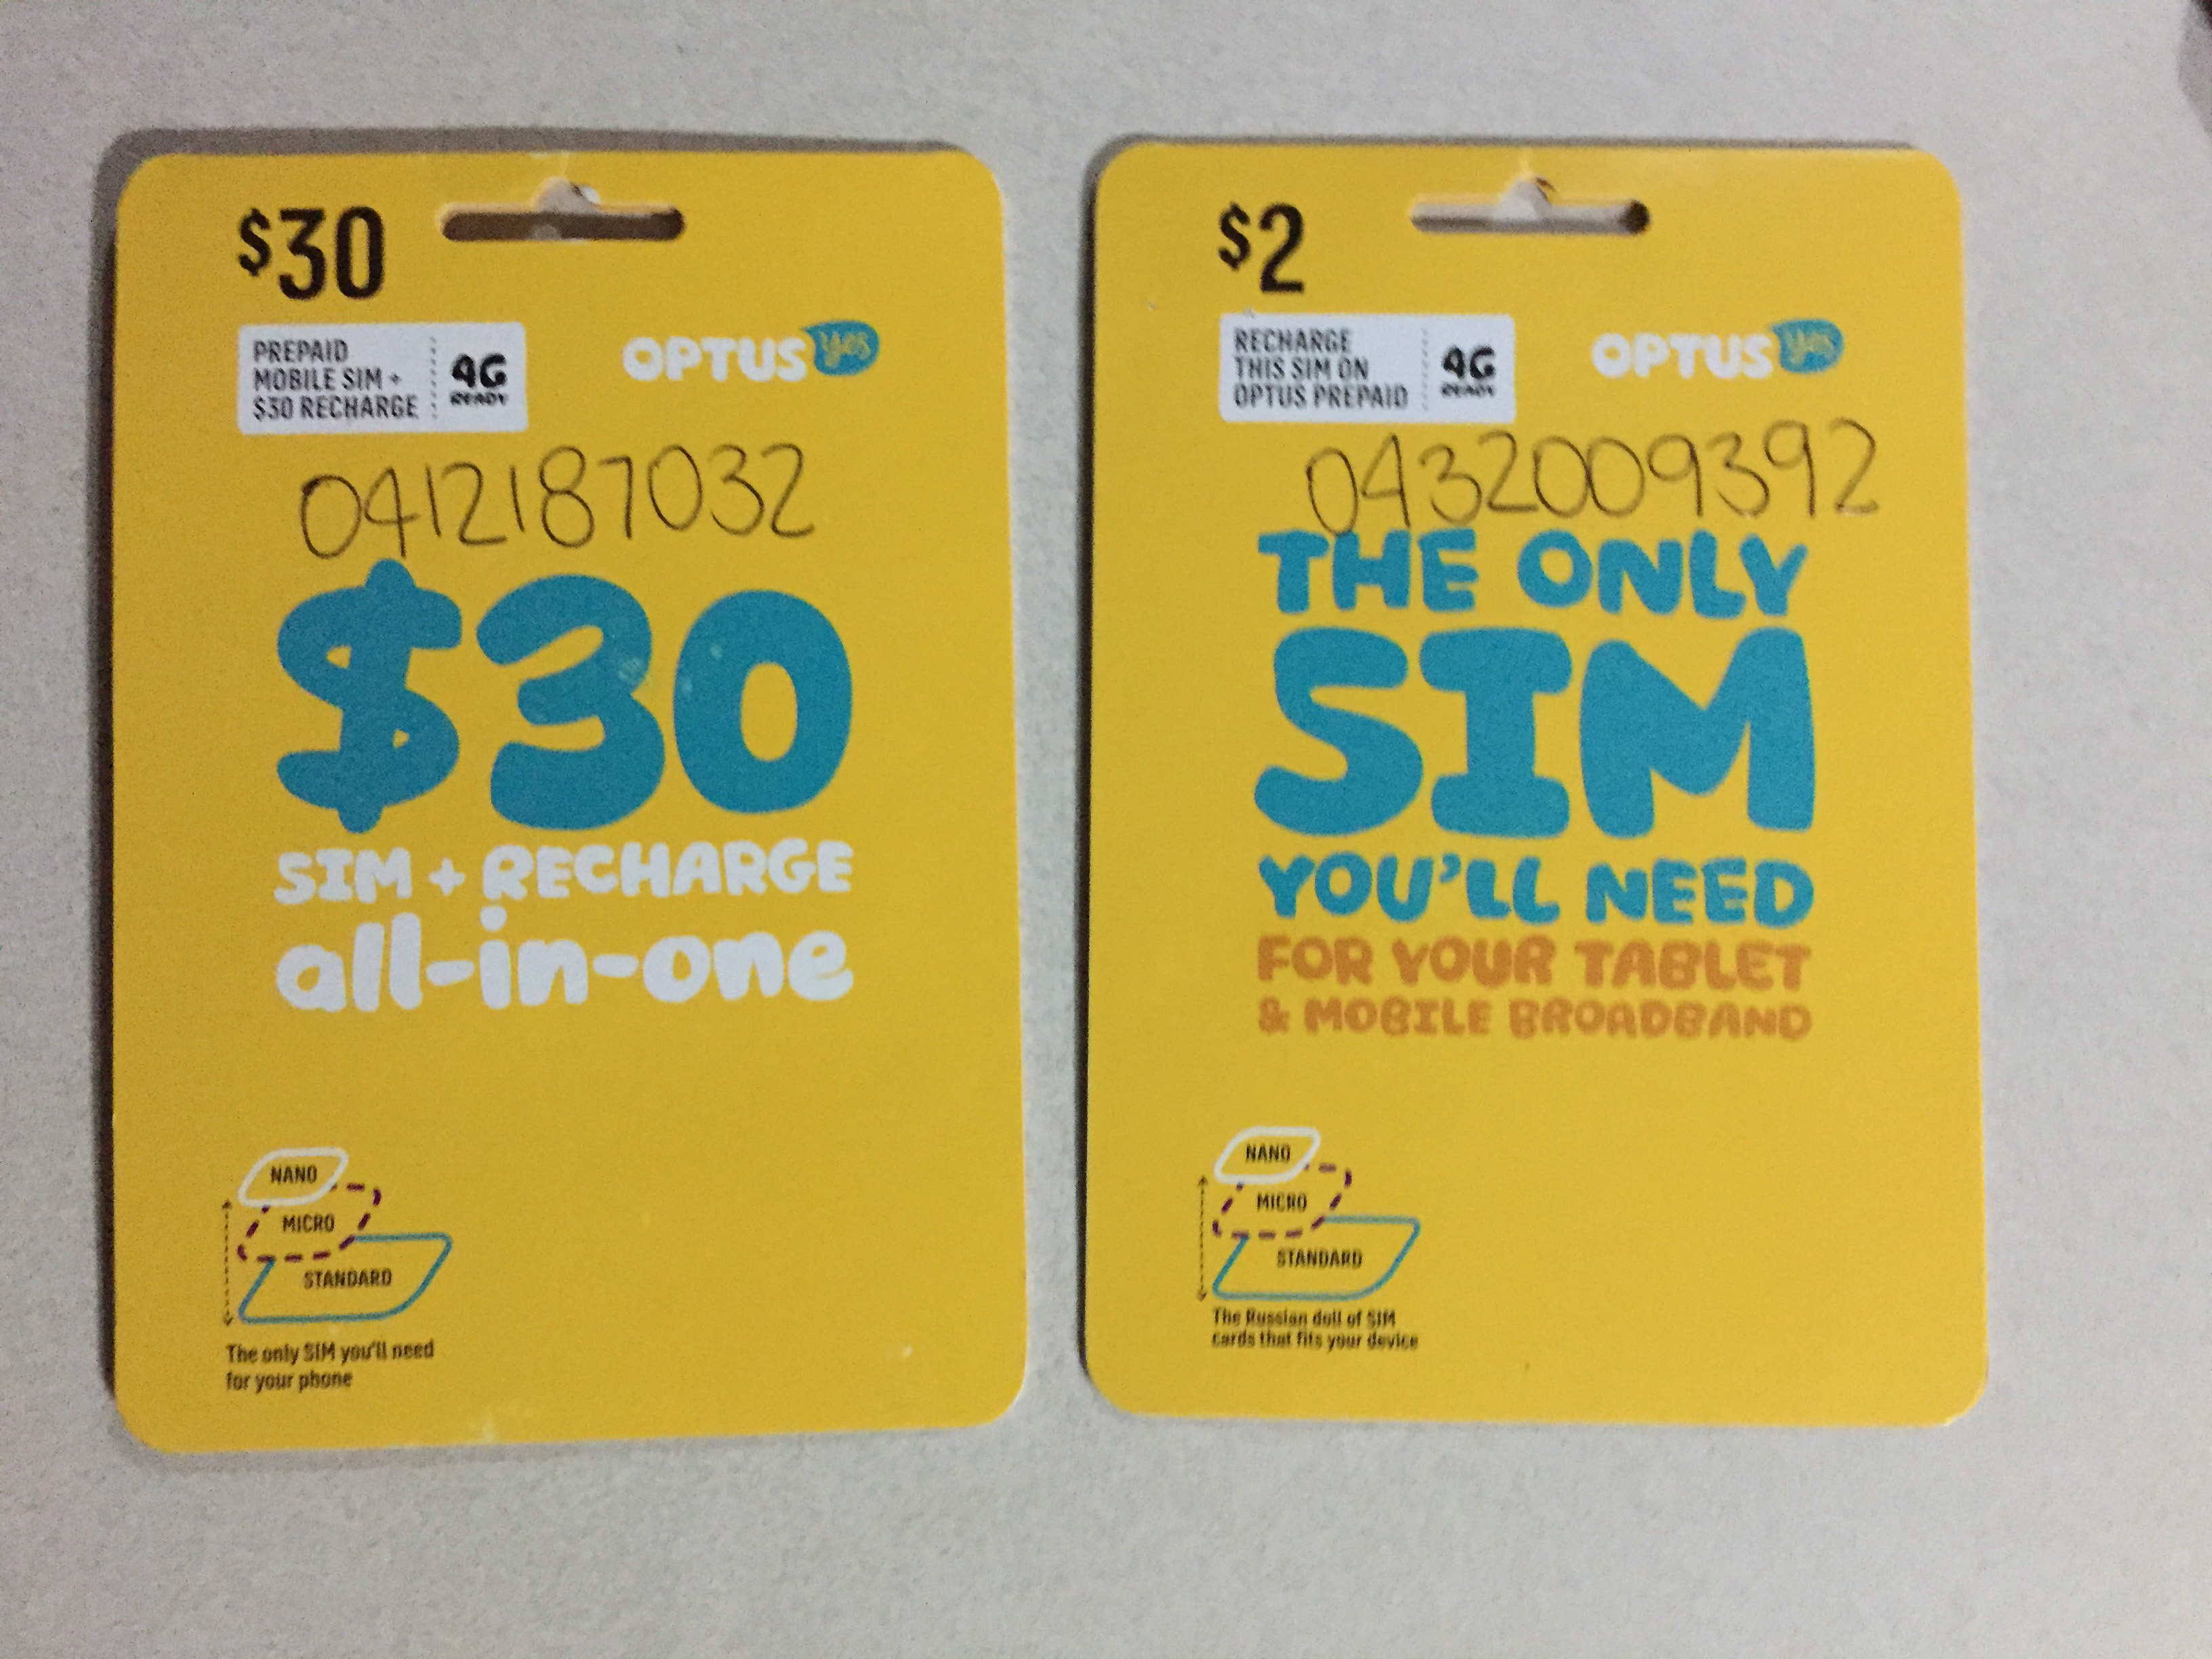 $30
PREPAID
MOBILE SIM +
$30 RECHARGE
4G
READY
OPTUS yes
0412187032
$30
SIM + RECHARGE
all-in-one
NANO
MICRO
STANDARD
The only SIM you'll need
for your phone
$2
RECHARGE
THIS SIM ON
OPTUS PREPAID
4G
READY
OPTUS yes
0432009392
THE ONLY
SIM
YOU'LL NEED
FOR YOUR TABLET
& MOBILE BROADBAND
NANO
MICRO
STANDARD
The Russian doll of SIM
cards that fits your device